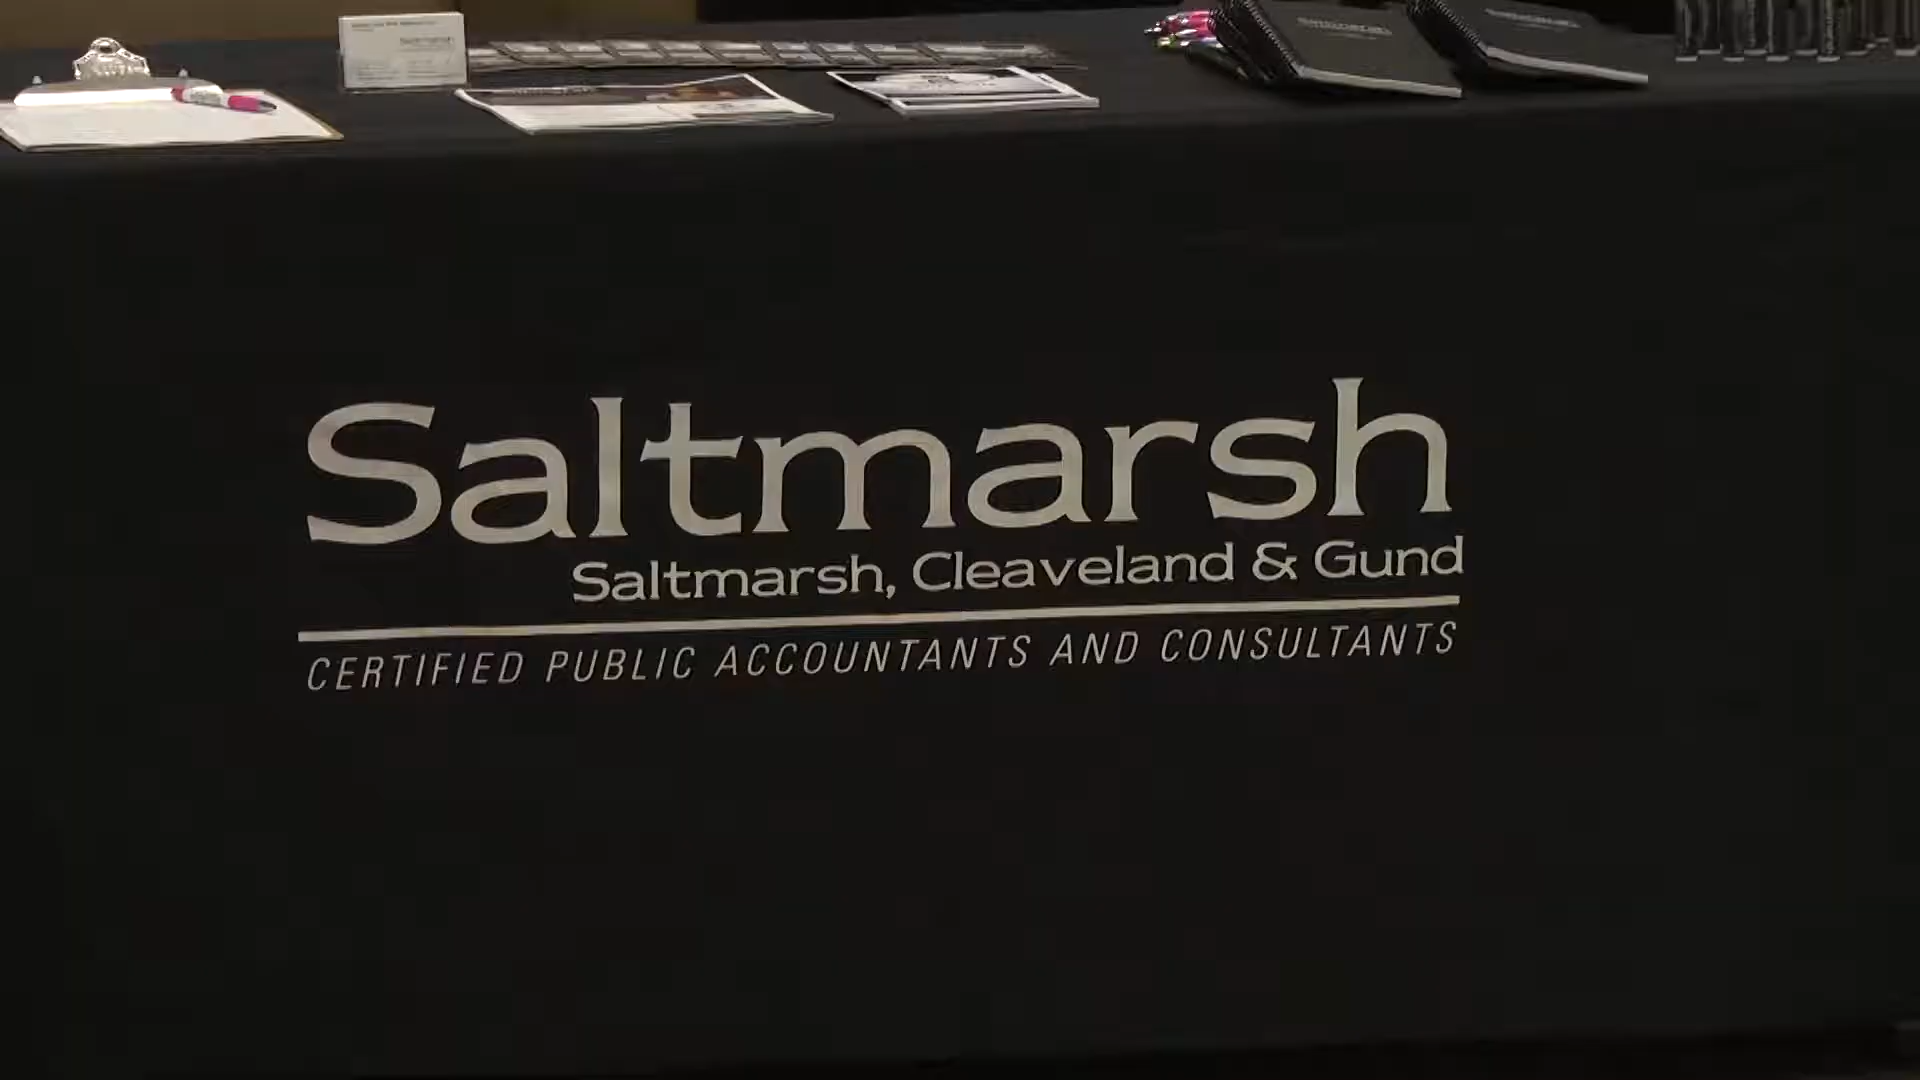 Saltmarsh
Saltmarsh, Cleaveland & Gund
CERTIFIED PUBLIC ACCOUNTANTS AND CONSULTANTS